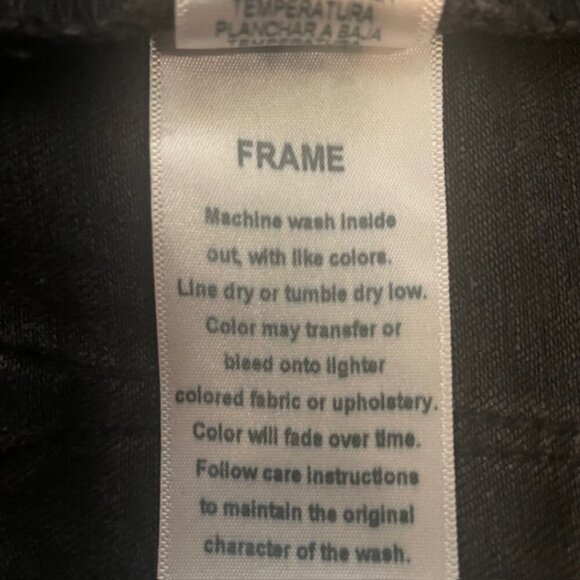 TEMPERATURA
PLANCHAR A BAJA
TEMPERATURA
FRAME
Machine wash inside
out, with like colors.
Line dry or tumble dry low.
Color may transfer or
bleed onto lighter
colored fabric or upholstery.
Color will fade over time.
Follow care instructions
to maintain the original
character of the wash.